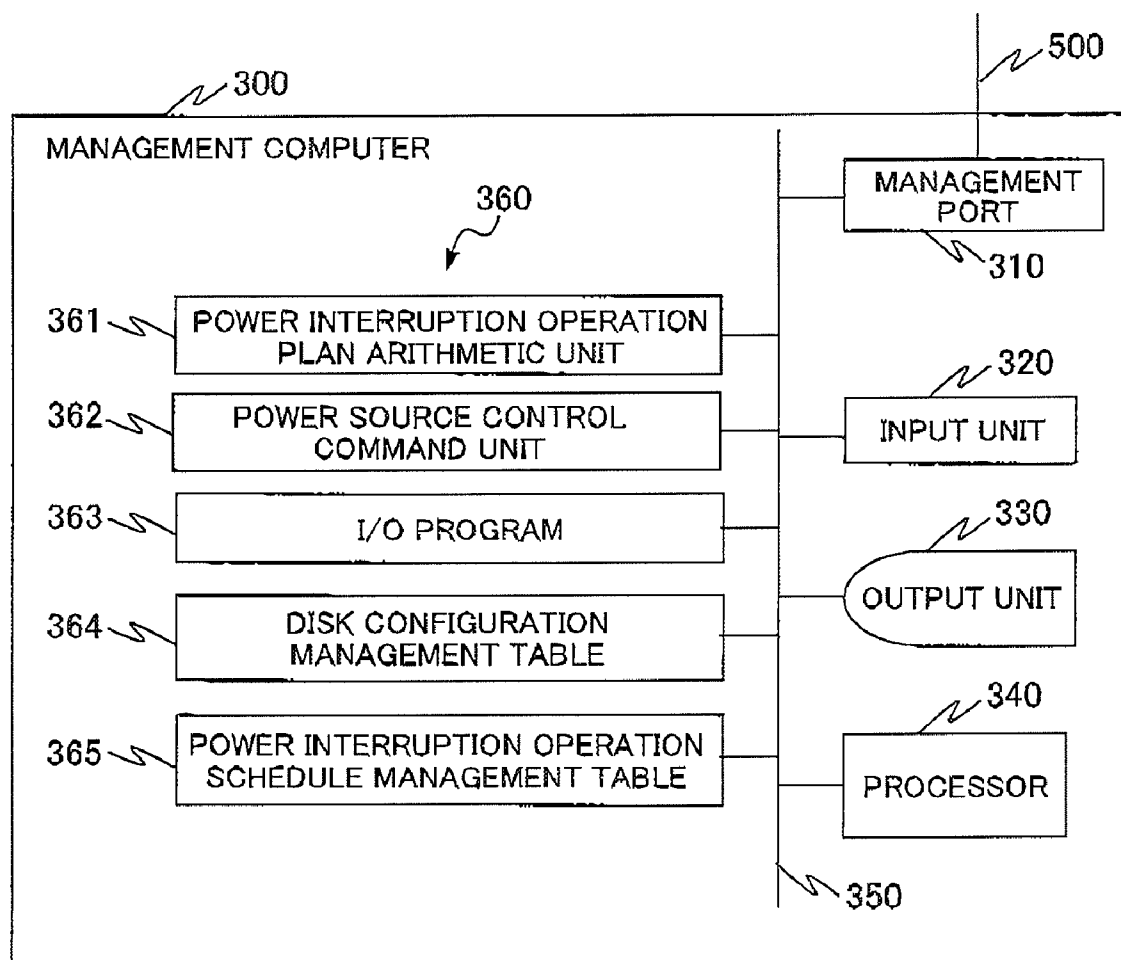 500
300
MANAGEMENT COMPUTER
MANAGEMENT
PORT
310
360
361
POWER INTERRUPTION OPERATION
PLAN ARITHMETIC UNIT
320
INPUT UNIT
362
POWER SOURCE CONTROL
COMMAND UNIT
363
I/O PROGRAM
330
OUTPUT UNIT
364
DISK CONFIGURATION
MANAGEMENT TABLE
340
PROCESSOR
365
POWER INTERRUPTION OPERATION
SCHEDULE MANAGEMENT TABLE
350